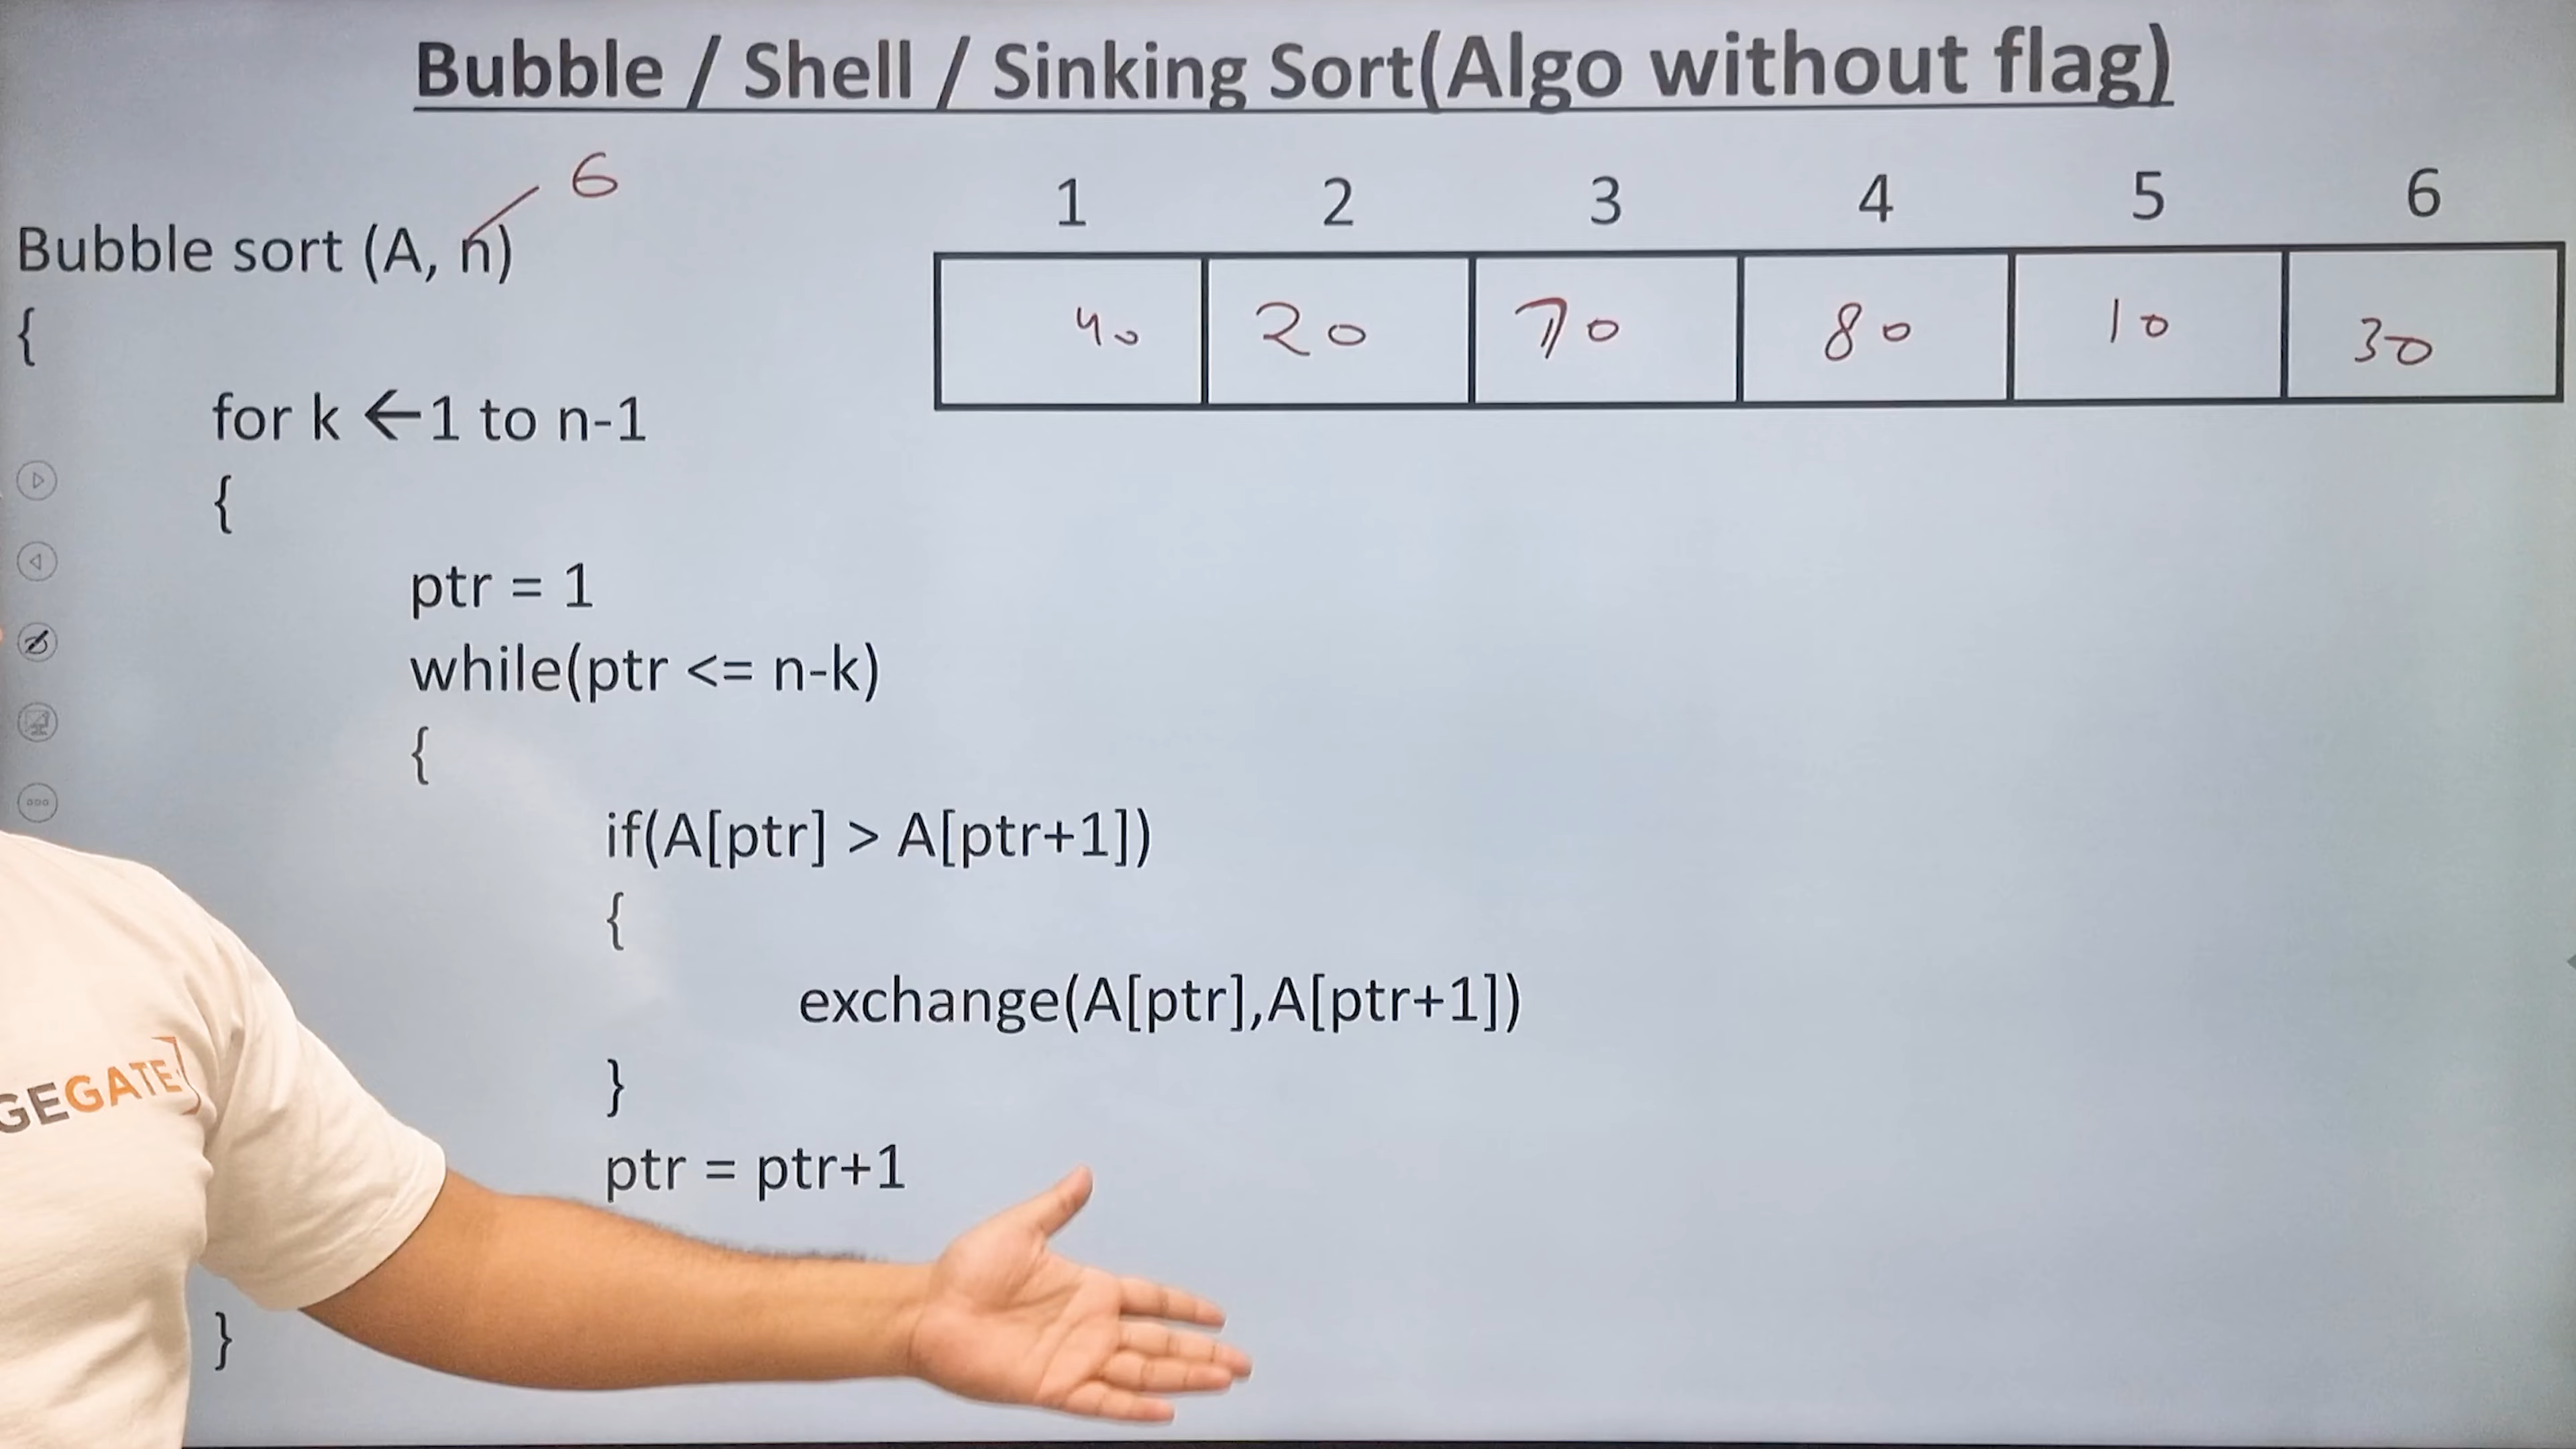 Bubble / Shell / Sinking Sort(Algo without flag)
6
Bubble sort (A, n)
1 2 3 4 5 6
40 20 70 80 10 30
{
for k ←1 to n-1
{
ptr = 1
while(ptr <= n-k)
{
if(A[ptr] > A[ptr+1])
{
exchange(A[ptr],A[ptr+1])
}
ptr = ptr+1
}
GEGATE